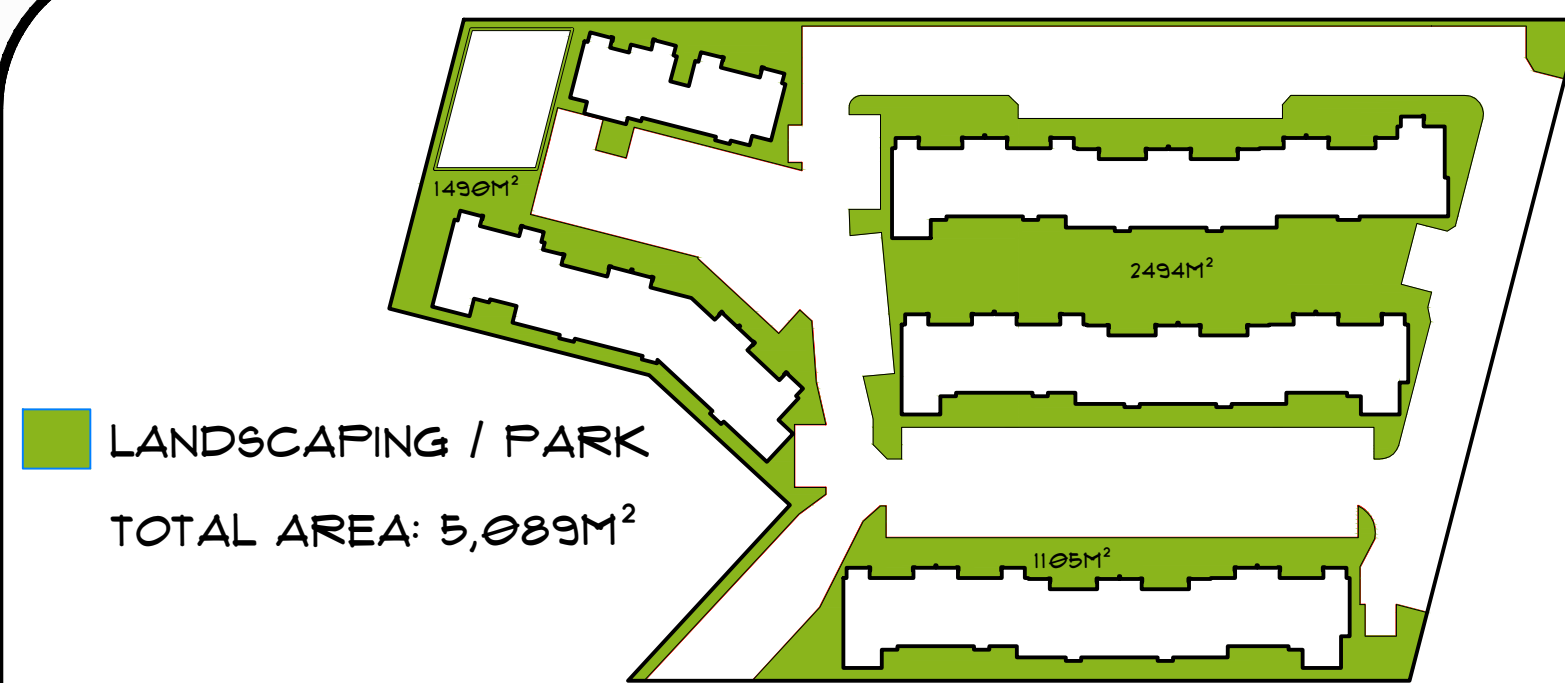 1490M²
2494M²
LANDSCAPING / PARK
TOTAL AREA: 5,089M²
1105M²